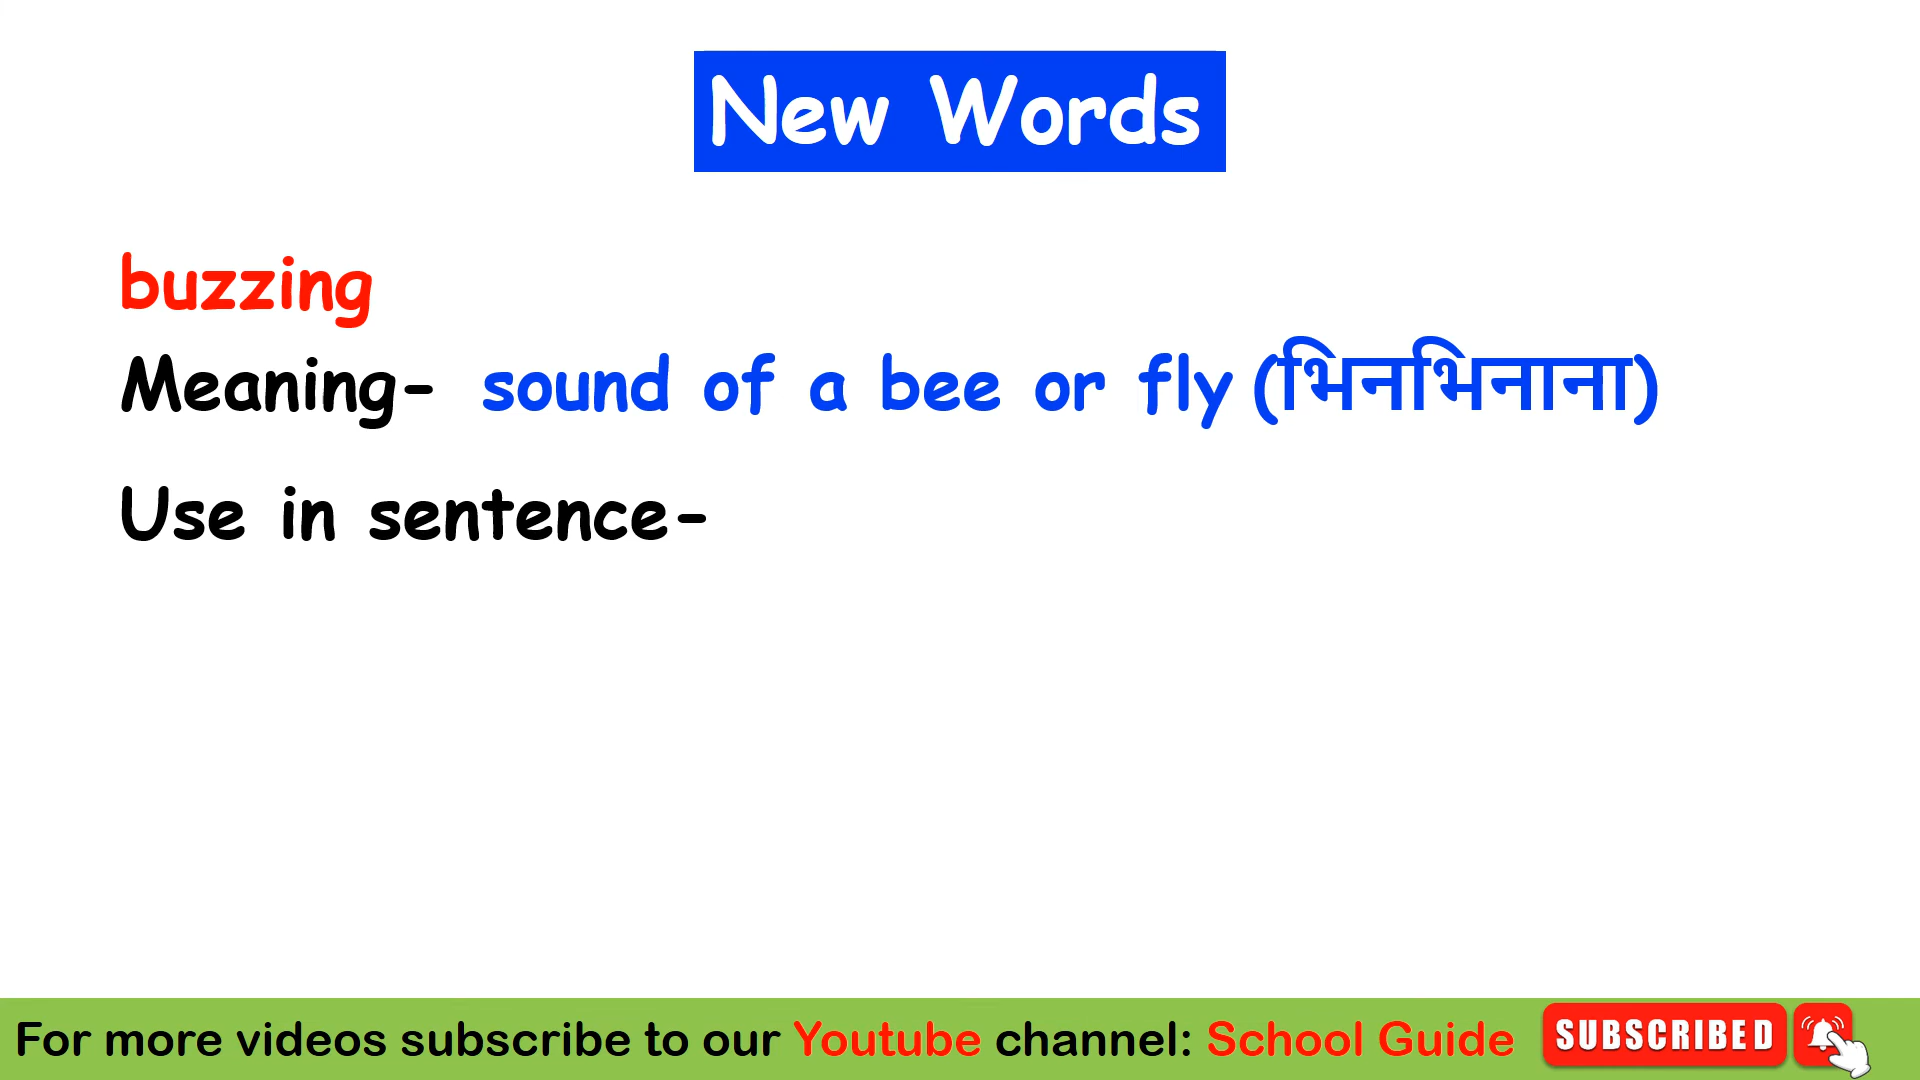 New Words
buzzing
Meaning- sound of a bee or fly (भिनभिनाना)
Use in sentence-
For more videos subscribe to our Youtube channel: School Guide SUBSCRIBED